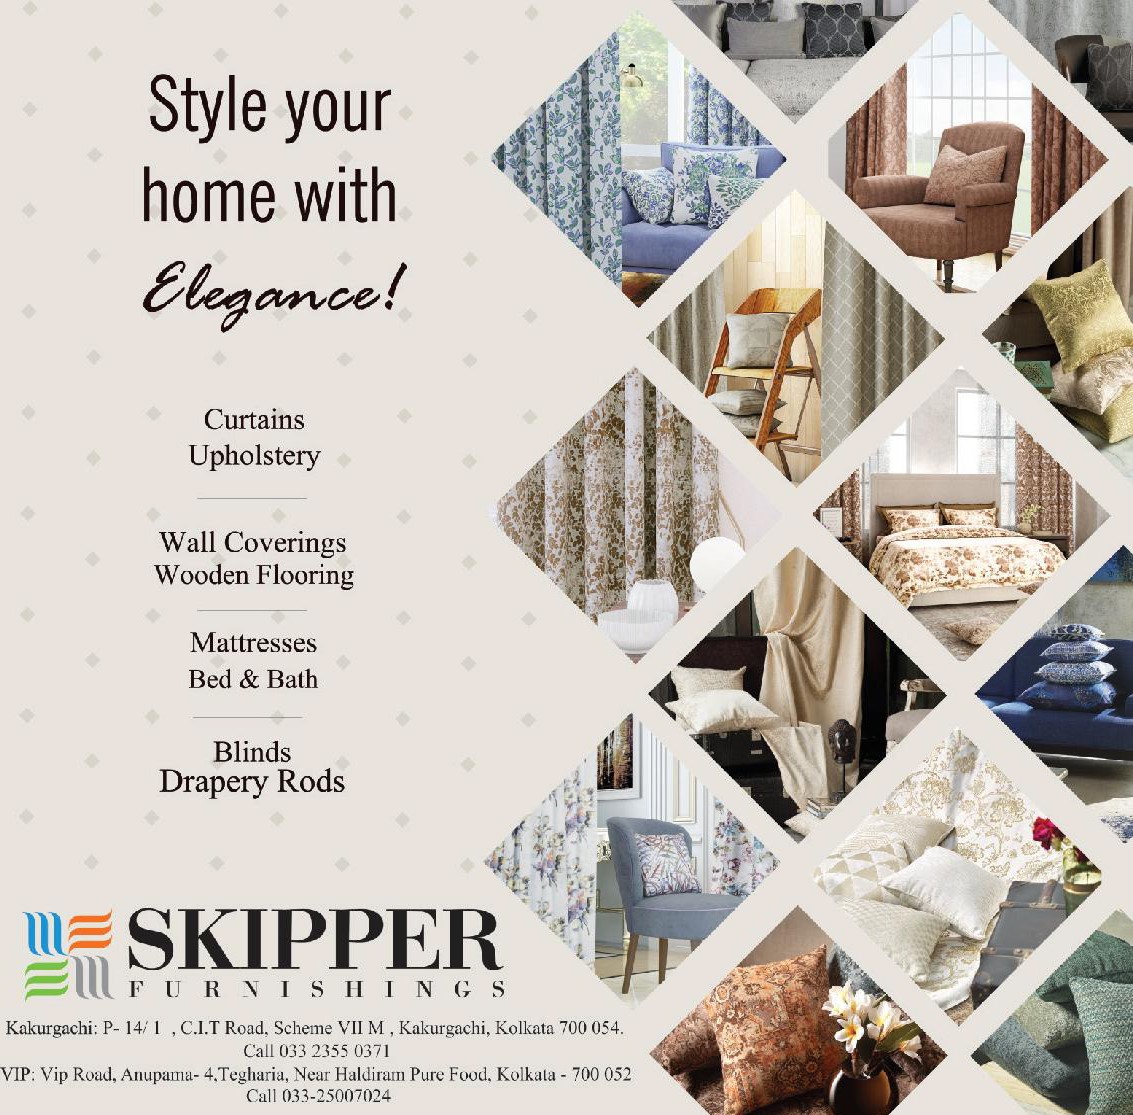 Style your
home with
Elegance!
Curtains
Upholstery
Wall Coverings
Wooden Flooring
Mattresses
Bed & Bath
Blinds
Drapery Rods
SKIPPER
FURNISHINGS
Kakurgachi: P- 14/ 1 , C.I.T Road, Scheme VII M , Kakurgachi, Kolkata 700 054.
Call 033 2355 0371
VIP: Vip Road, Anupama- 4,Tegharia, Near Haldiram Pure Food, Kolkata - 700 052
Call 033-25007024